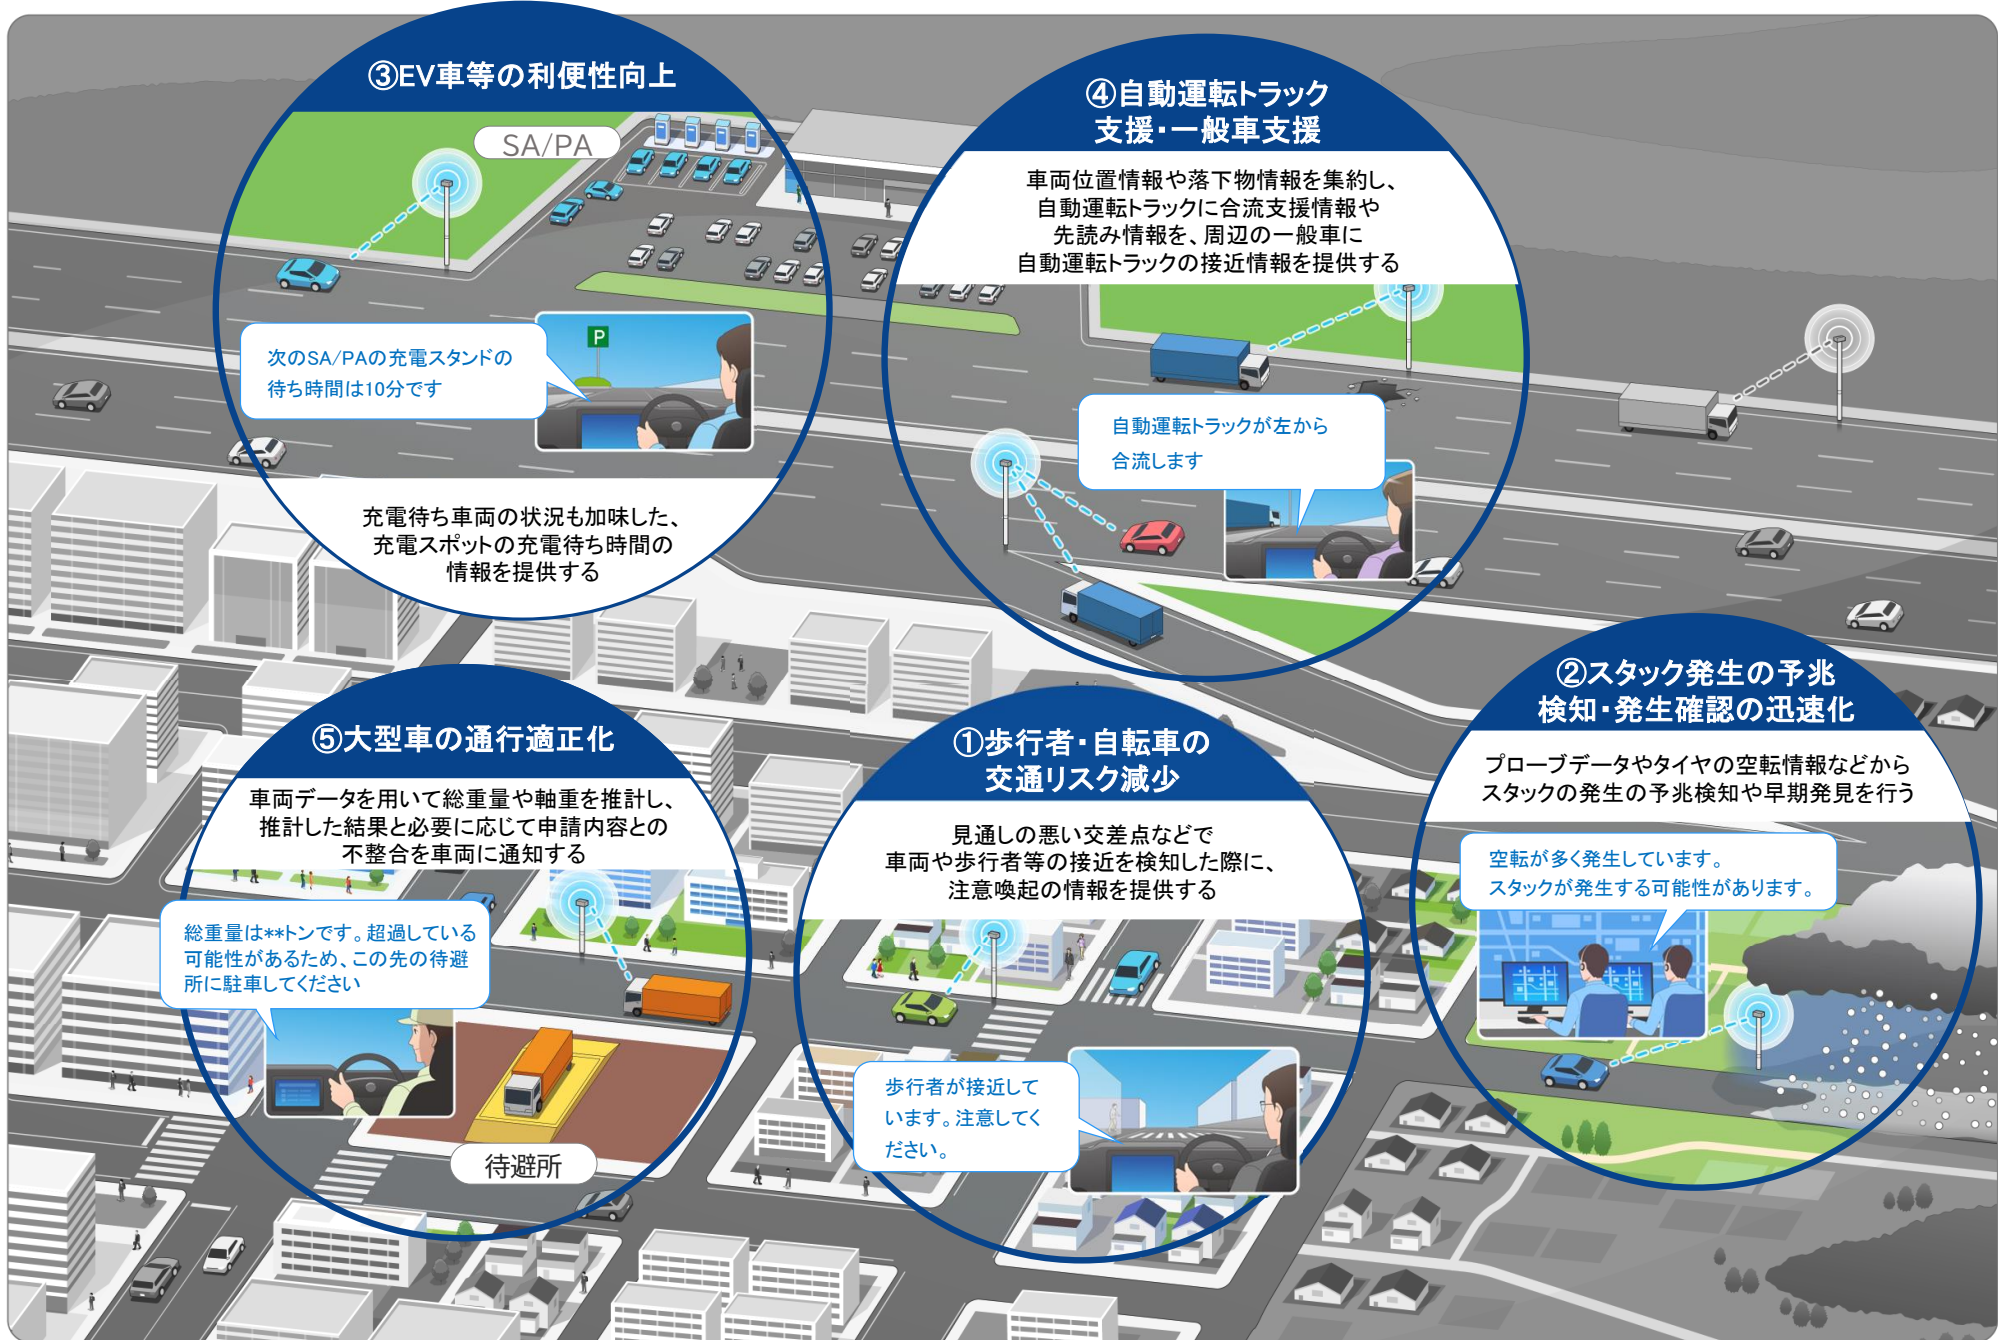 ③EV車等の利便性向上
SA/PA
次のSA/PAの充電スタンドの
待ち時間は10分です
P
充電待ち車両の状況も加味した、
充電スポットの充電待ち時間の
情報を提供する
④自動運転トラック
支援・一般車支援
車両位置情報や落下物情報を集約し、
自動運転トラックに合流支援情報や
先読み情報を、周辺の一般車に
自動運転トラックの接近情報を提供する
自動運転トラックが左から
合流します
⑤大型車の通行適正化
車両データを用いて総重量や軸重を推計し、
推計した結果と必要に応じて申請内容との
不整合を車両に通知する
総重量は**トンです。超過している
可能性があるため、この先の待避
所に駐車してください
待避所
①歩行者・自転車の
交通リスク減少
見通しの悪い交差点などで
車両や歩行者等の接近を検知した際に、
注意喚起の情報を提供する
歩行者が接近して
います。注意してく
ださい。
②スタック発生の予兆
検知・発生確認の迅速化
プローブデータやタイヤの空転情報などから
スタックの発生の予兆検知や早期発見を行う
空転が多く発生しています。
スタックが発生する可能性があります。